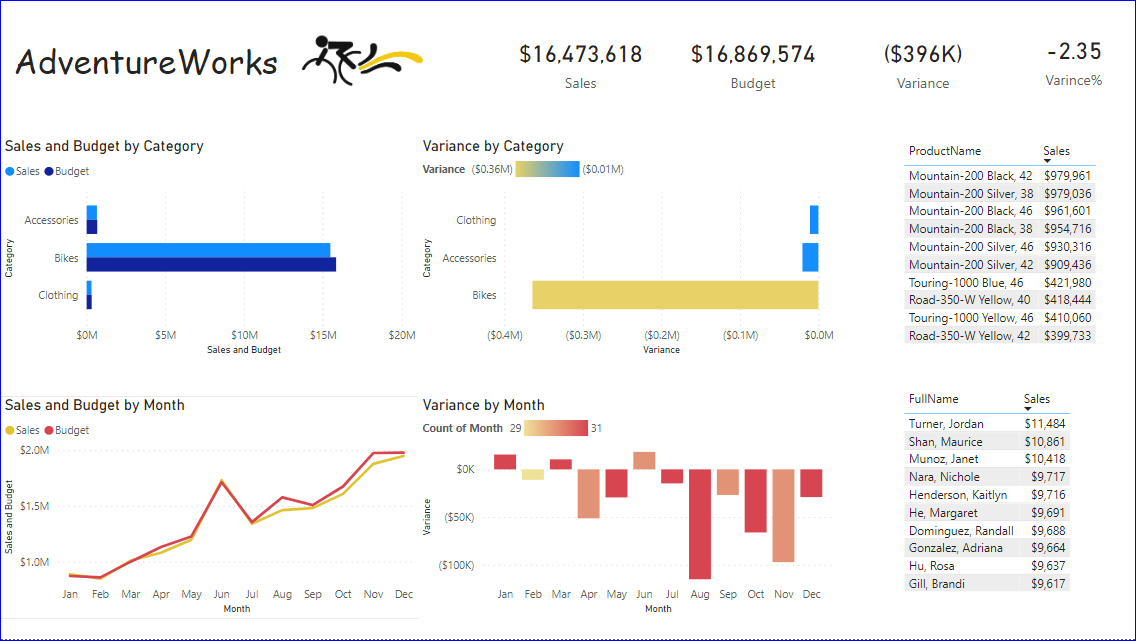 AdventureWorks
$16,473,618
Sales
$16,869,574
Budget
($396K)
Variance
-2.35
Varince%
Sales and Budget by Category
Sales Budget
Category
Accessories
Bikes
Clothing
$0M $5M $10M $15M $20M
Sales and Budget
Variance by Category
Variance ($0.36M) ($0.01M)
Category
Clothing
Accessories
Bikes
($0.4M) ($0.3M) ($0.2M) ($0.1M) $0.0M
Variance
ProductName Sales
Mountain-200 Black, 42 $979,961
Mountain-200 Silver, 38 $979,036
Mountain-200 Black, 46 $961,601
Mountain-200 Black, 38 $954,716
Mountain-200 Silver, 46 $930,316
Mountain-200 Silver, 42 $909,436
Touring-1000 Blue, 46 $421,980
Road-350-W Yellow, 40 $418,444
Touring-1000 Yellow, 46 $410,060
Road-350-W Yellow, 42 $399,733
Sales and Budget by Month
Sales Budget
Sales and Budget
$2.0M
$1.5M
$1.0M
Jan Feb Mar Apr May Jun Jul Aug Sep Oct Nov Dec
Month
Variance by Month
Count of Month 29 31
Variance
$0K
($50K)
($100K)
Jan Feb Mar Apr May Jun Jul Aug Sep Oct Nov Dec
Month
FullName Sales
Turner, Jordan $11,484
Shan, Maurice $10,861
Munoz, Janet $10,418
Nara, Nichole $9,717
Henderson, Kaitlyn $9,716
He, Margaret $9,691
Dominguez, Randall $9,688
Gonzalez, Adriana $9,664
Hu, Rosa $9,637
Gill, Brandi $9,617